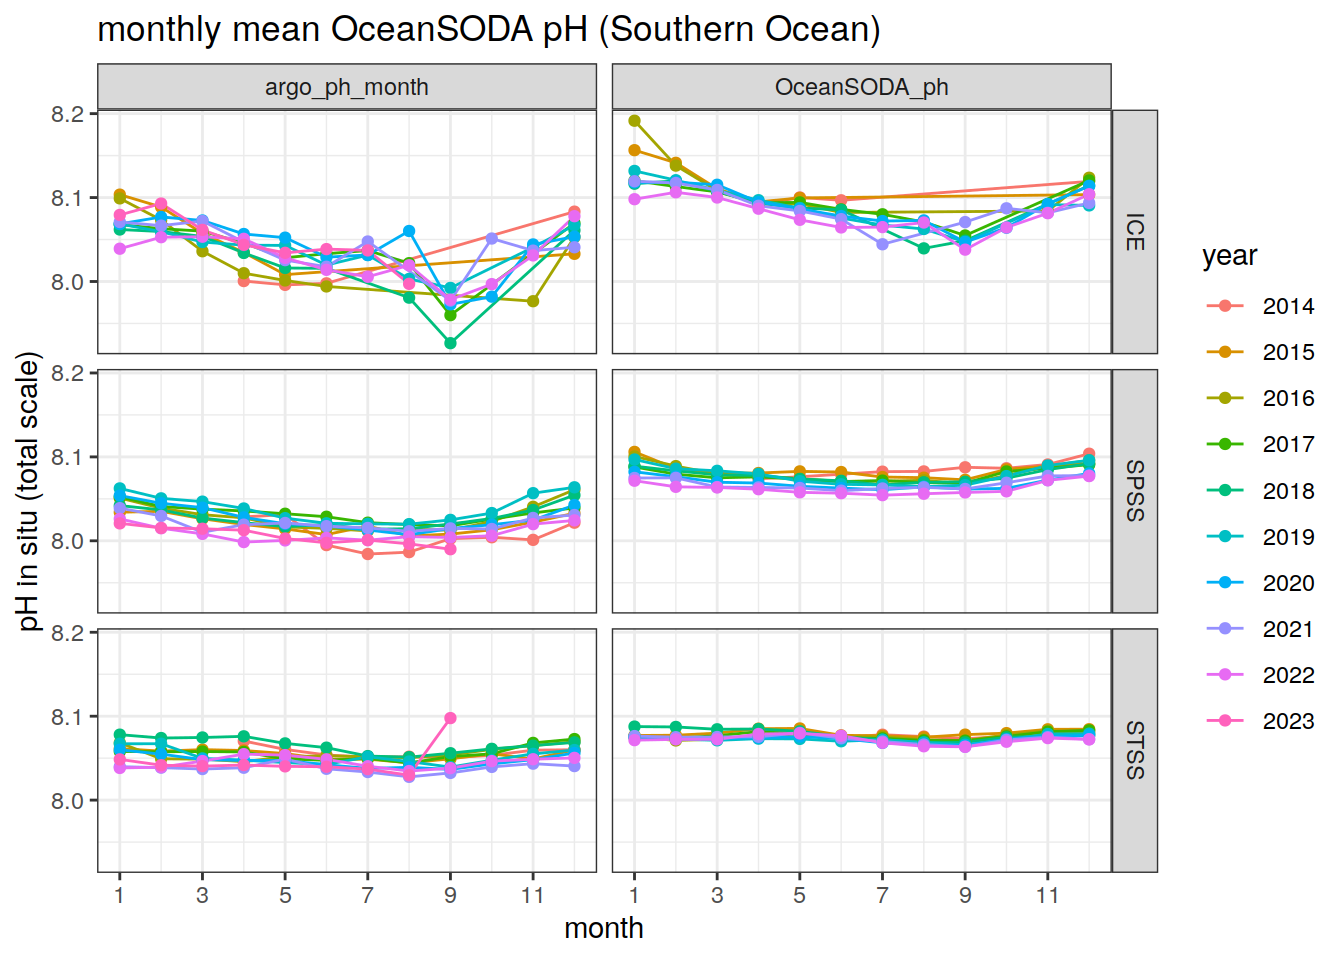 monthly mean OceanSODA pH (Southern Ocean)
argo_ph_month
OceanSODA_ph
8.2
8.1
8.0
ICE
8.2
8.1
8.0
SPSS
8.2
8.1
8.0
STSS
pH in situ (total scale)
1 3 5 7 9 11
1 3 5 7 9 11
month
year
2014
2015
2016
2017
2018
2019
2020
2021
2022
2023